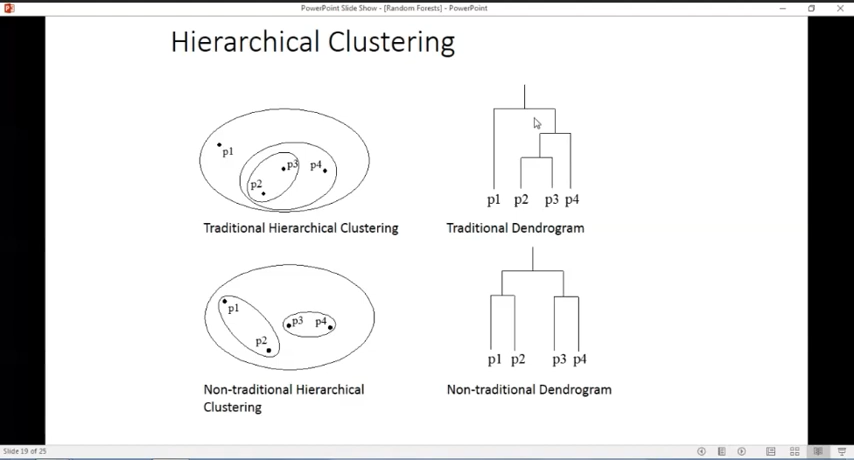 PowerPoint Slide Show - [Random Forests] - PowerPoint
Hierarchical Clustering
p1
p3
p4
p2
Traditional Hierarchical Clustering
p1 p2 p3 p4
Traditional Dendrogram
p1
p3
p4
p2
Non-traditional Hierarchical
Clustering
p1 p2 p3 p4
Non-traditional Dendrogram
Slide 19 of 25